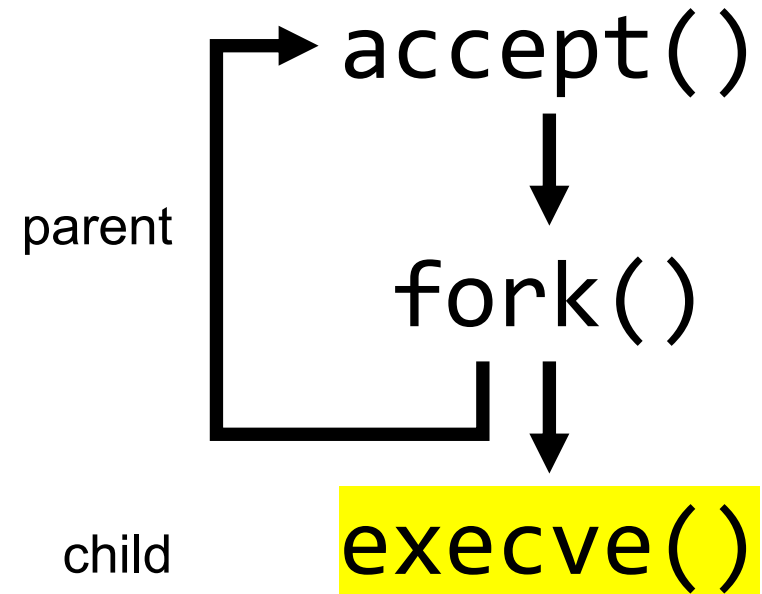 accept()
parent
fork()
child
execve()